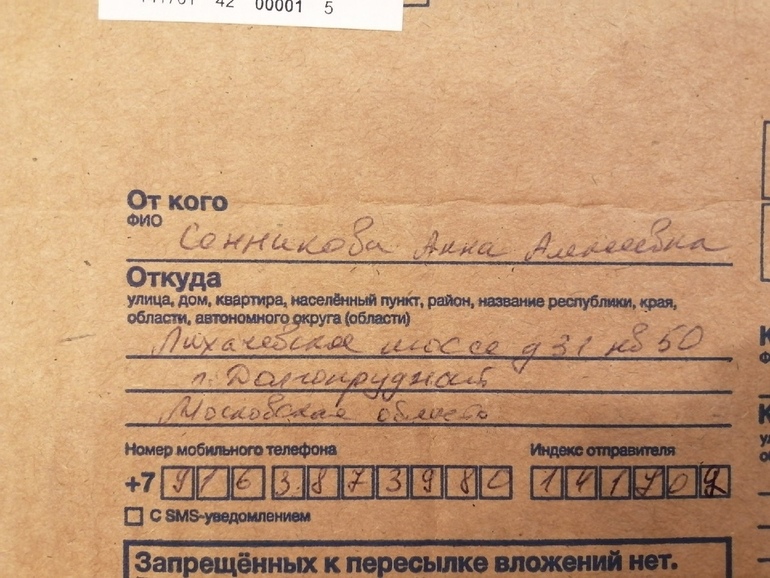 42 00001 5
От кого
ФИО
Санникова Анна Алексеевна
Откуда
улица, дом, квартира, населённый пункт, район, название республики, края,
области, автономного округа (области)
Лихачевское шоссе д 31 кв 50
г. Долгопрудный
Московская область
Номер мобильного телефона Индекс отправителя
+7 9163873980 141702
С SMS-уведомлением
Запрещённых к пересылке вложений нет.